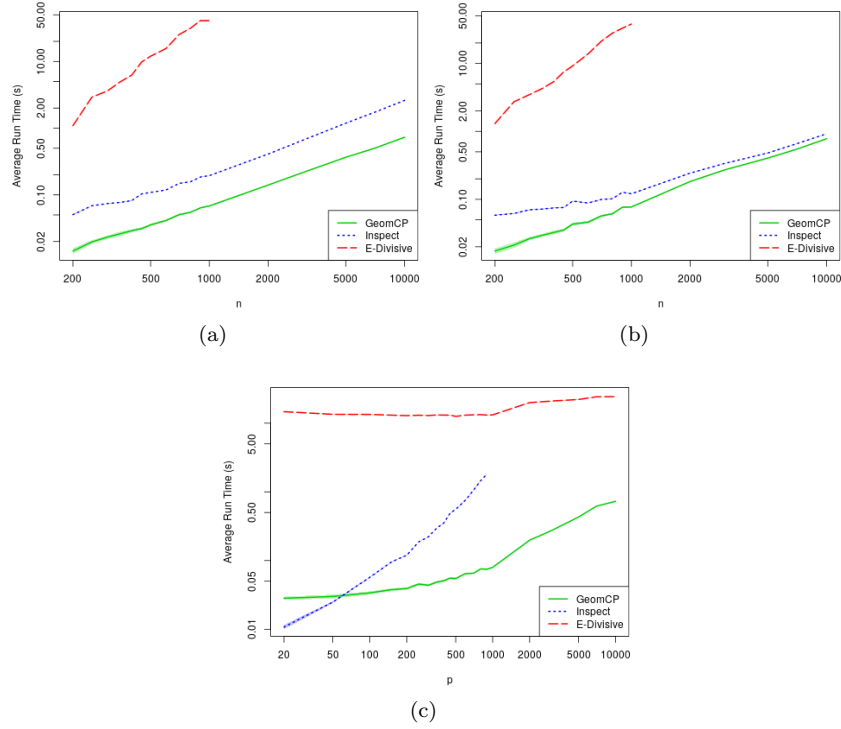 50.00
10.00
2.00
0.50
0.10
0.02
Average Run Time (s)
GeomCP
Inspect
E-Divisive
200 500 1000 2000 5000 10000
n
(a)
50.00
10.00
2.00
0.50
0.10
0.02
Average Run Time (s)
GeomCP
Inspect
E-Divisive
200 500 1000 2000 5000 10000
n
(b)
5.00
0.50
0.05
0.01
Average Run Time (s)
GeomCP
Inspect
E-Divisive
20 50 100 200 500 1000 2000 5000 10000
p
(c)